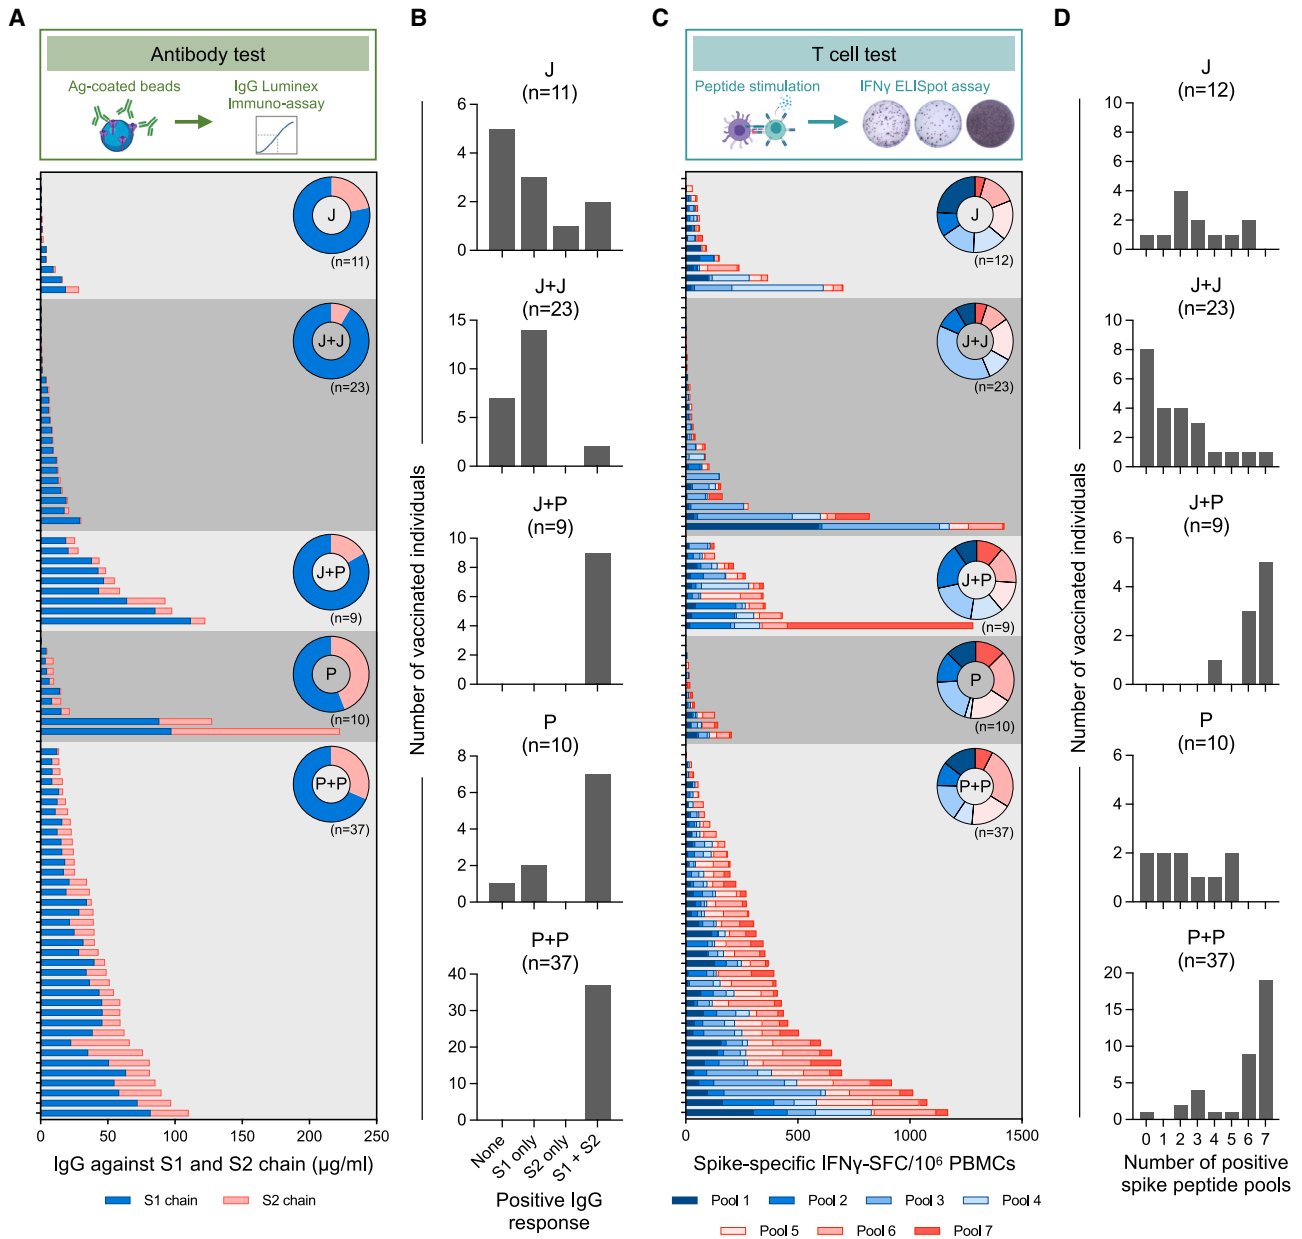 A
Antibody test
Ag-coated beads
IgG Luminex
Immuno-assay
J
(n=11)
J+J
(n=23)
J+P
(n=9)
P
(n=10)
P+P
(n=37)
0 50 100 150 200 250
IgG against S1 and S2 chain (μg/ml)
S1 chain S2 chain
B
Number of vaccinated individuals
J
(n=11)
6
4
2
0
J+J
(n=23)
15
10
5
0
J+P
(n=9)
10
8
6
4
2
0
P
(n=10)
8
6
4
2
0
P+P
(n=37)
40
30
20
10
0
None S1 only S2 only S1 + S2
Positive IgG
response
C
T cell test
Peptide stimulation
IFNγ ELISpot assay
J
(n=12)
J+J
(n=23)
J+P
(n=9)
P
(n=10)
P+P
(n=37)
0 500 1000 1500
Spike-specific IFNγ-SFC/10⁶ PBMCs
Pool 1 Pool 2 Pool 3 Pool 4
Pool 5 Pool 6 Pool 7
D
Number of vaccinated individuals
J
(n=12)
10
8
6
4
2
0
J+J
(n=23)
10
8
6
4
2
0
J+P
(n=9)
6
4
2
0
P
(n=10)
6
4
2
0
P+P
(n=37)
20
15
10
5
0
0 1 2 3 4 5 6 7
Number of positive
spike peptide pools